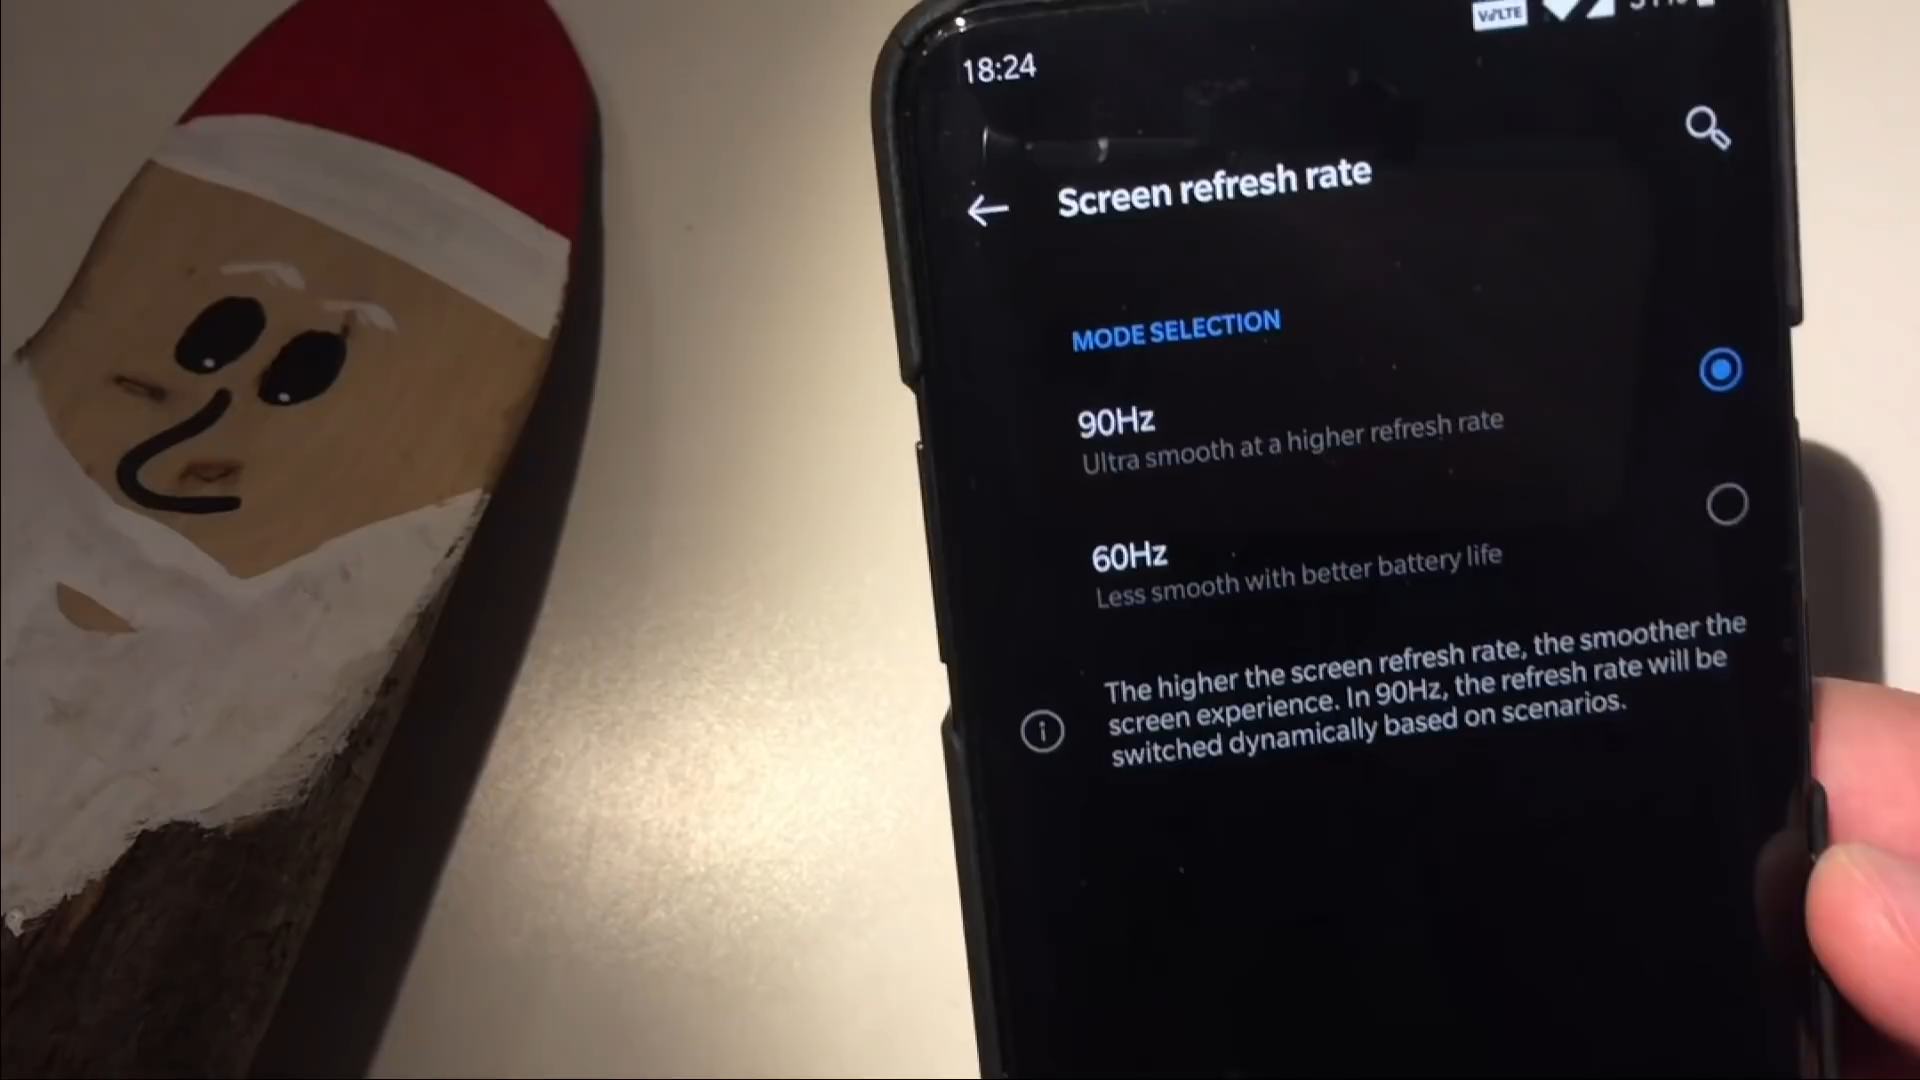 VoLTE
18:24
Screen refresh rate
MODE SELECTION
90Hz
Ultra smooth at a higher refresh rate
60Hz
Less smooth with better battery life
The higher the screen refresh rate, the smoother the
screen experience. In 90Hz, the refresh rate will be
switched dynamically based on scenarios.